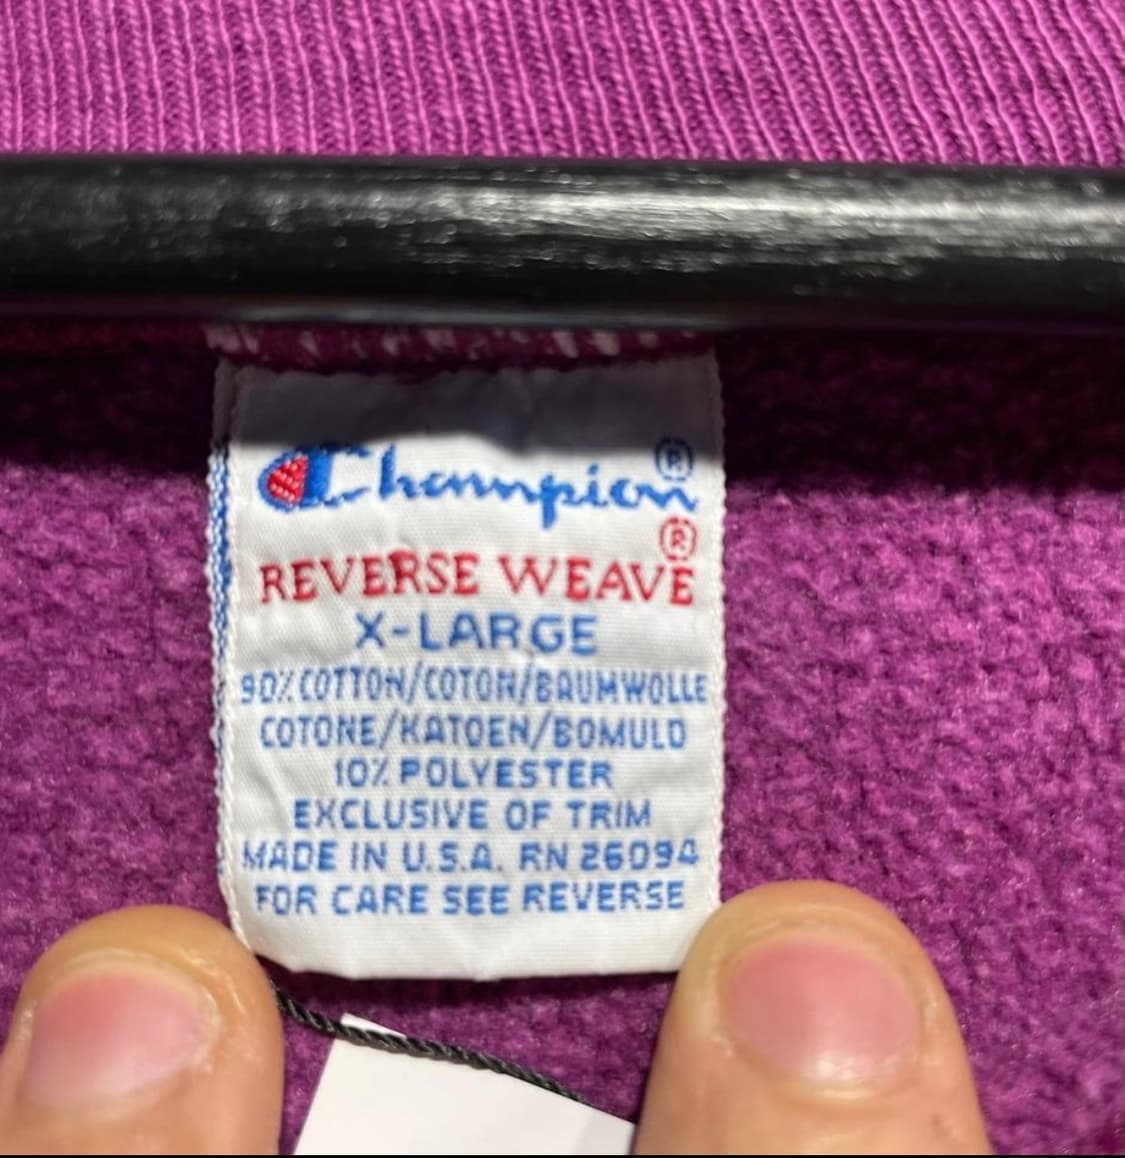 Champion®
REVERSE WEAVE®
X-LARGE
90% COTTON/COTON/BAUMWOLLE
COTONE/KATOEN/BOMULD
10% POLYESTER
EXCLUSIVE OF TRIM
MADE IN U.S.A. RN 26094
FOR CARE SEE REVERSE